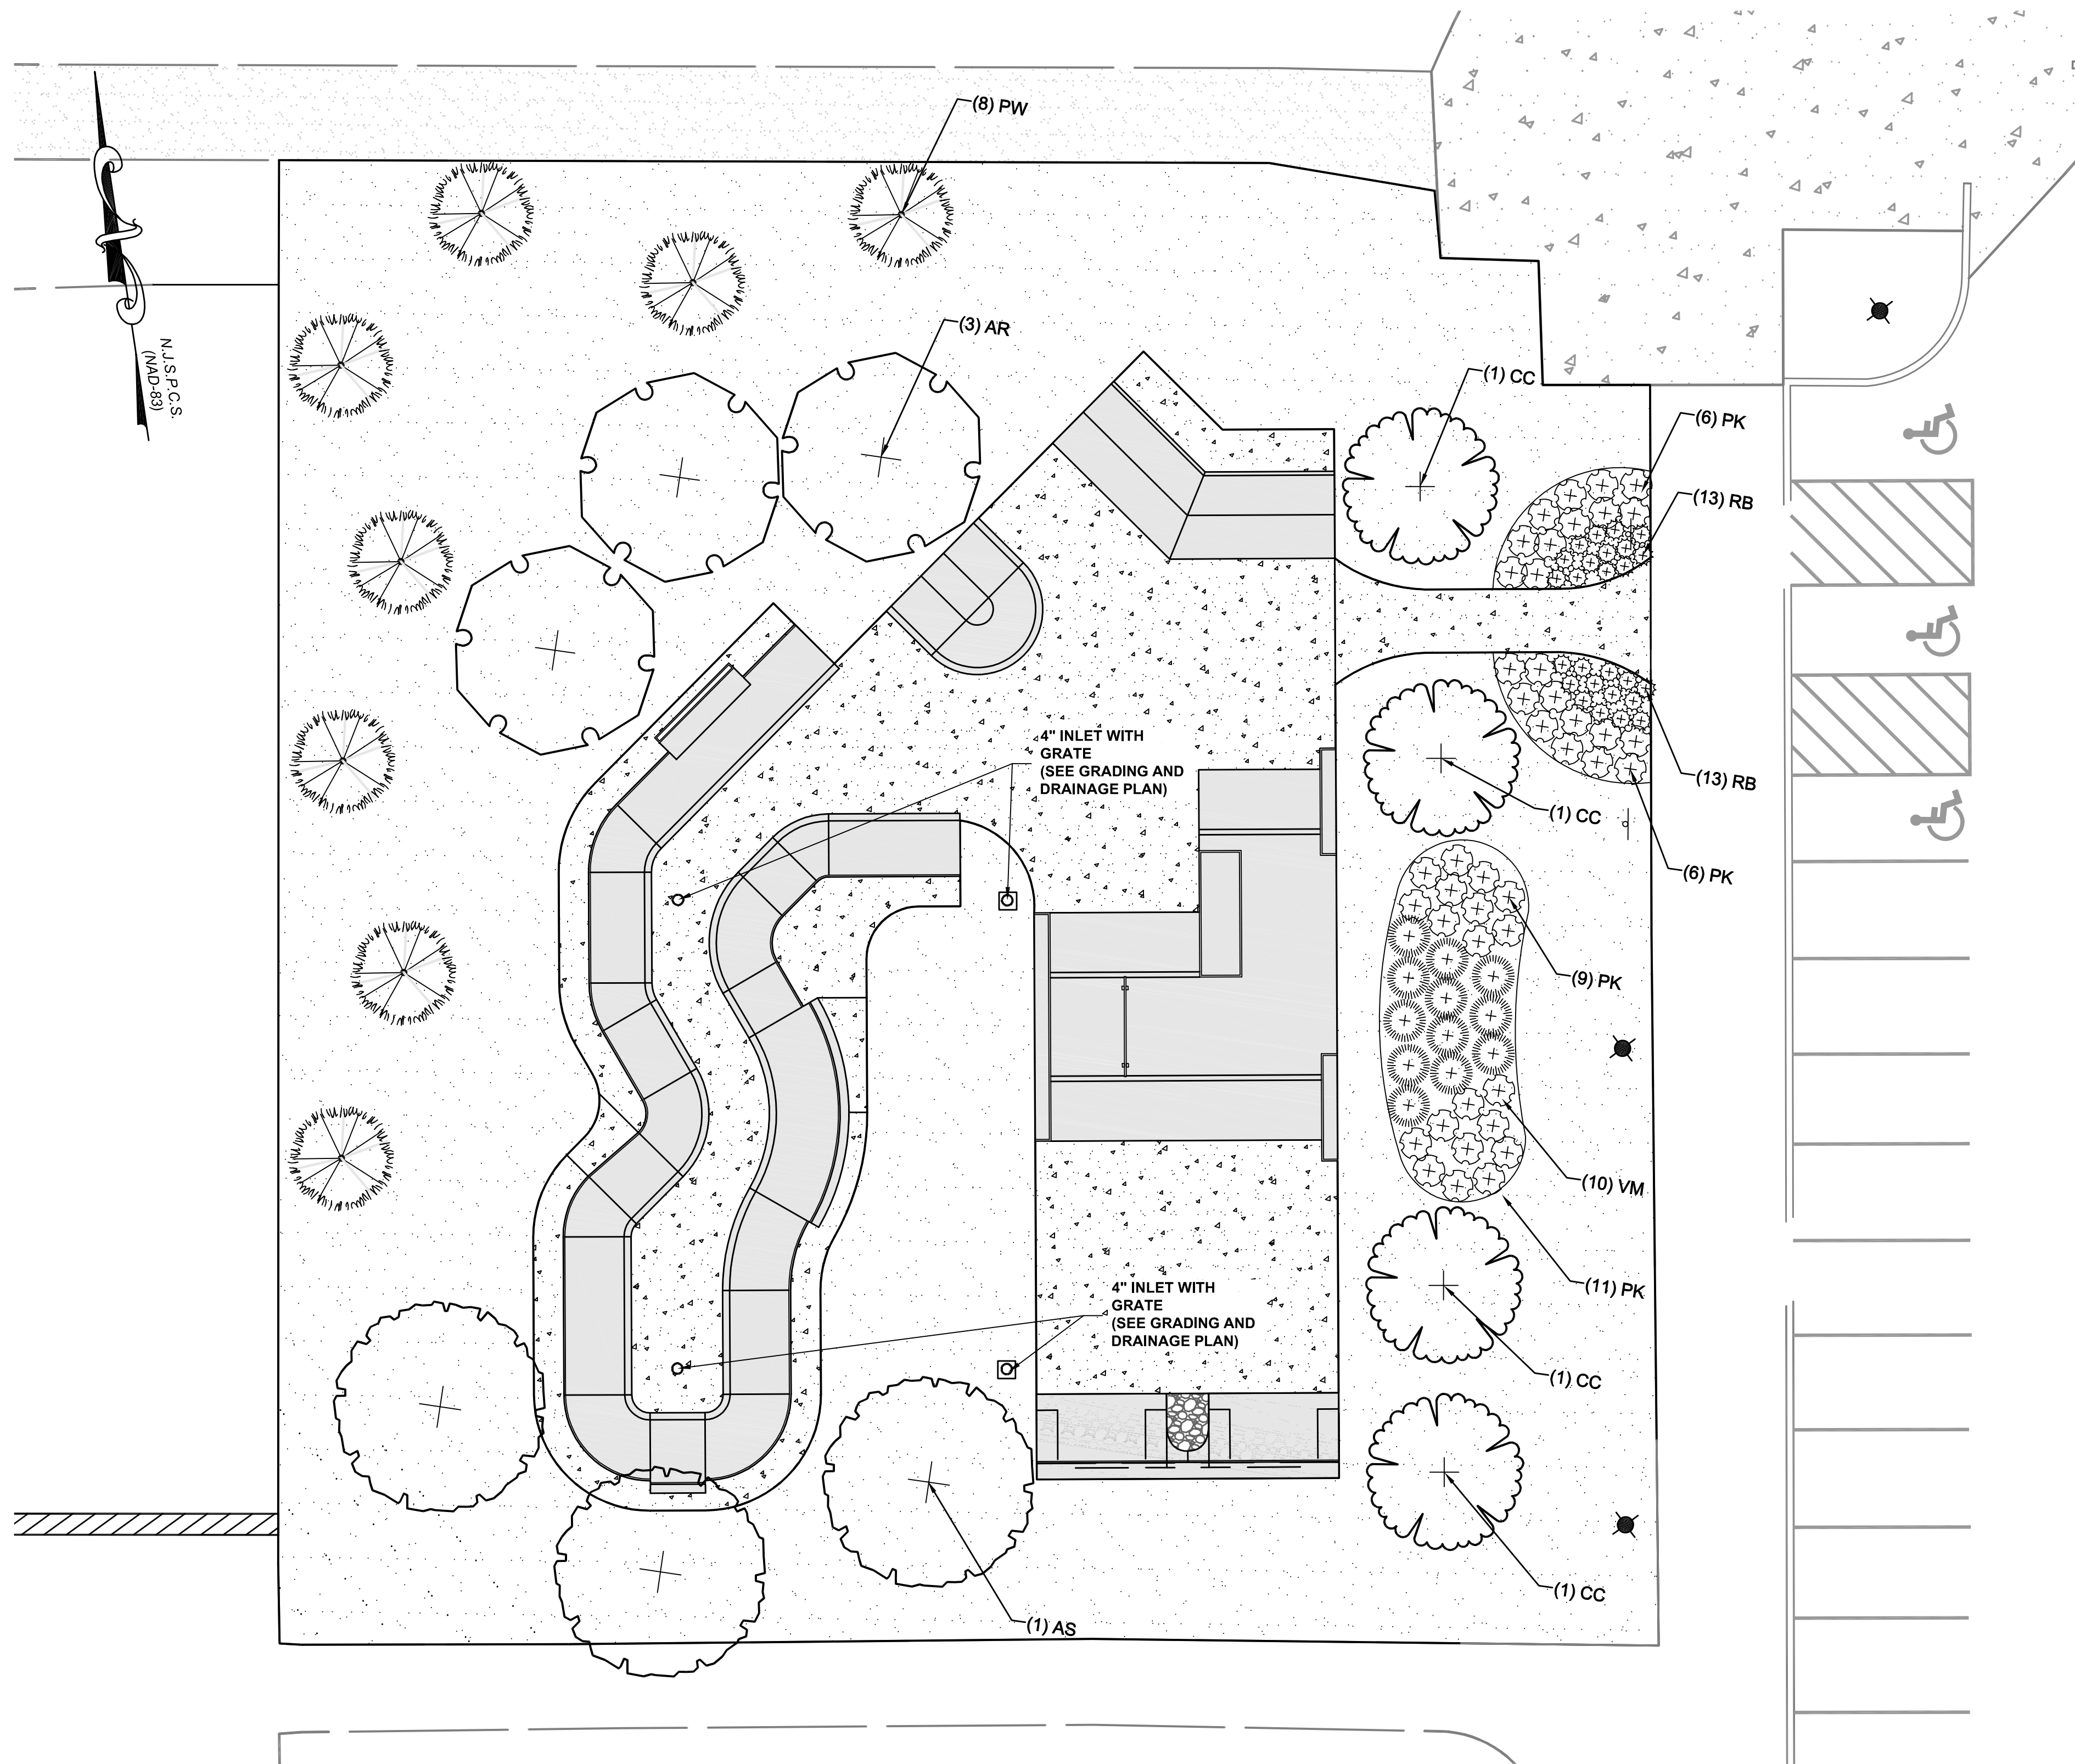 (8) PW
(3) AR
N.J.S.P.C.S.
(NAD-83)
(1) CC
(6) PK
(13) RB
4" INLET WITH
GRATE
(SEE GRADING AND
DRAINAGE PLAN)
(13) RB
(1) CC
(6) PK
(9) PK
(10) VM
(11) PK
4" INLET WITH
GRATE
(SEE GRADING AND
DRAINAGE PLAN)
(1) CC
(1) CC
(1) AS